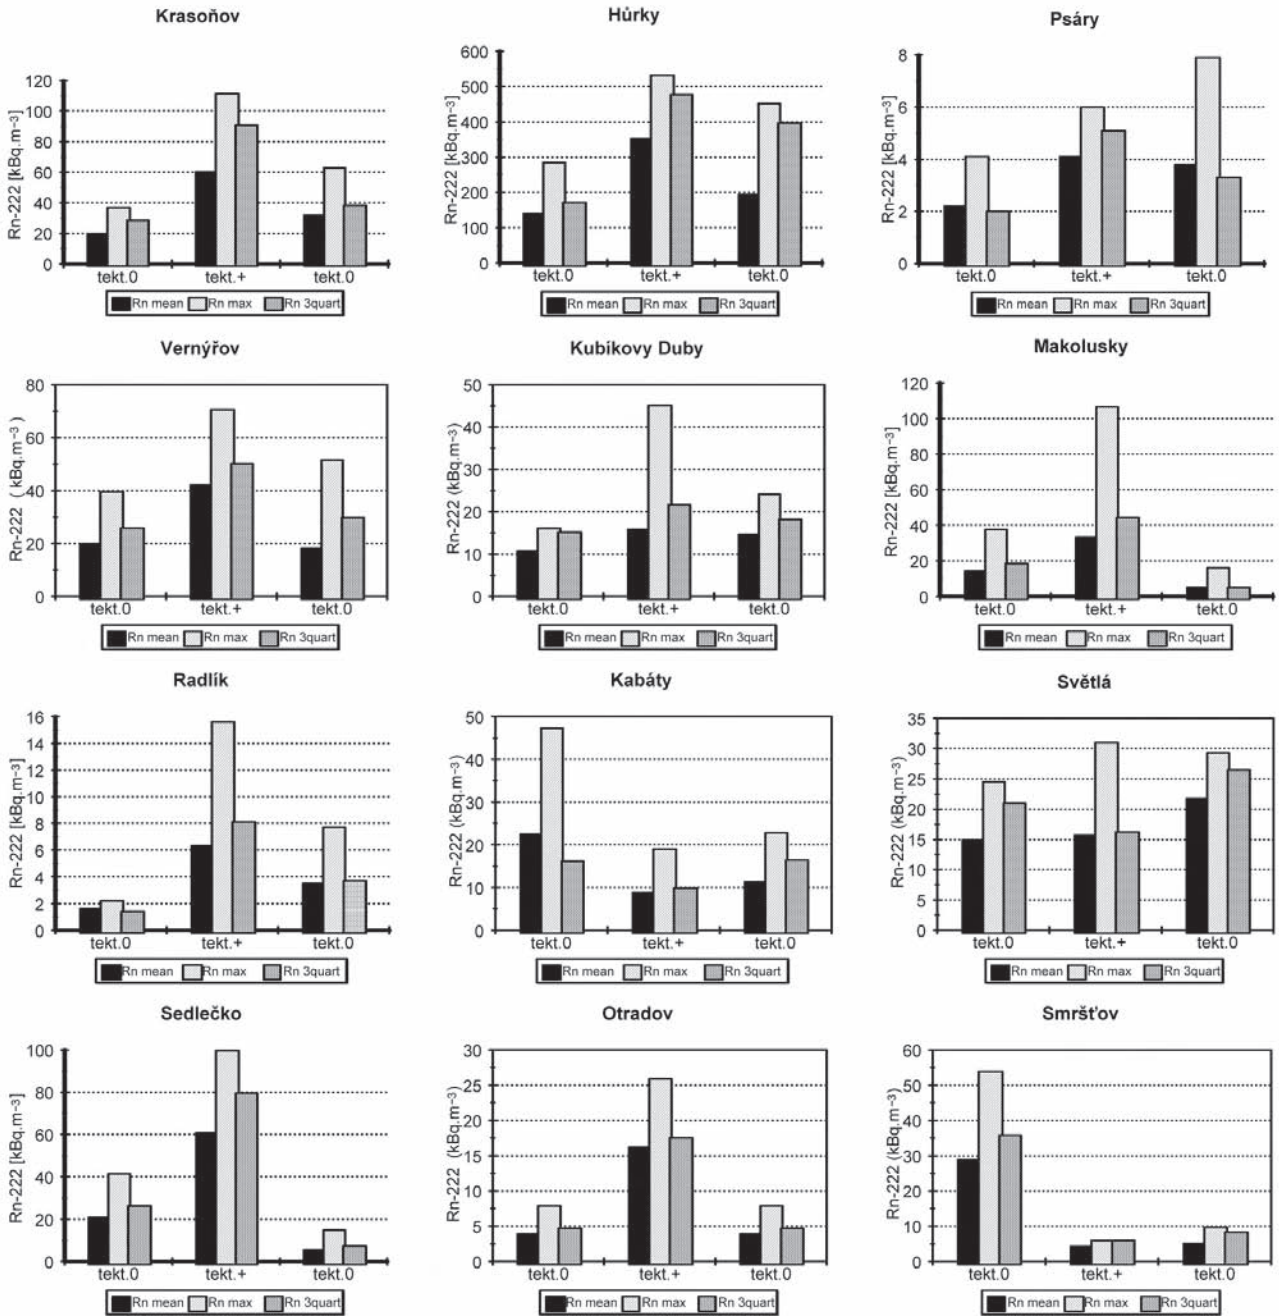 Krasoňov
Rn-222 [kBq.m⁻³]
120
100
80
60
40
20
0
tekt.0 tekt.+ tekt.0
Rn mean Rn max Rn 3quart
Hůrky
Rn-222 [kBq.m⁻³]
600
500
400
300
200
100
0
tekt.0 tekt.+ tekt.0
Rn mean Rn max Rn 3quart
Psáry
Rn-222 [kBq.m⁻³]
8
6
4
2
0
tekt.0 tekt.+ tekt.0
Rn mean Rn max Rn 3quart
Vernýřov
Rn-222 ( kBq.m⁻³ )
80
60
40
20
0
tekt.0 tekt.+ tekt.0
Rn mean Rn max Rn 3quart
Kubikovy Duby
Rn-222 (kBq.m⁻³)
50
40
30
20
10
0
tekt.0 tekt.+ tekt.0
Rn mean Rn max Rn 3quart
Makolusky
Rn-222 [kBq.m⁻³]
120
100
80
60
40
20
0
tekt.0 tekt.+ tekt.0
Rn mean Rn max Rn 3quart
Radlík
Rn-222 [kBq.m⁻³]
16
14
12
10
8
6
4
2
0
tekt.0 tekt.+ tekt.0
Rn mean Rn max Rn 3quart
Kabáty
Rn-222 (kBq.m⁻³)
50
40
30
20
10
0
tekt.0 tekt.+ tekt.0
Rn mean Rn max Rn 3quart
Světlá
Rn-222 (kBq.m⁻³)
35
30
25
20
15
10
5
0
tekt.0 tekt.+ tekt.0
Rn mean Rn max Rn 3quart
Sedlečko
Rn-222 [kBq.m⁻³]
100
80
60
40
20
0
tekt.0 tekt.+ tekt.0
Rn mean Rn max Rn 3quart
Otradov
Rn-222 (kBq.m⁻³)
30
25
20
15
10
5
0
tekt.0 tekt.+ tekt.0
Rn mean Rn max Rn 3quart
Smršťov
Rn-222 (kBq.m⁻³)
60
50
40
30
20
10
0
tekt.0 tekt.+ tekt.0
Rn mean Rn max Rn 3quart